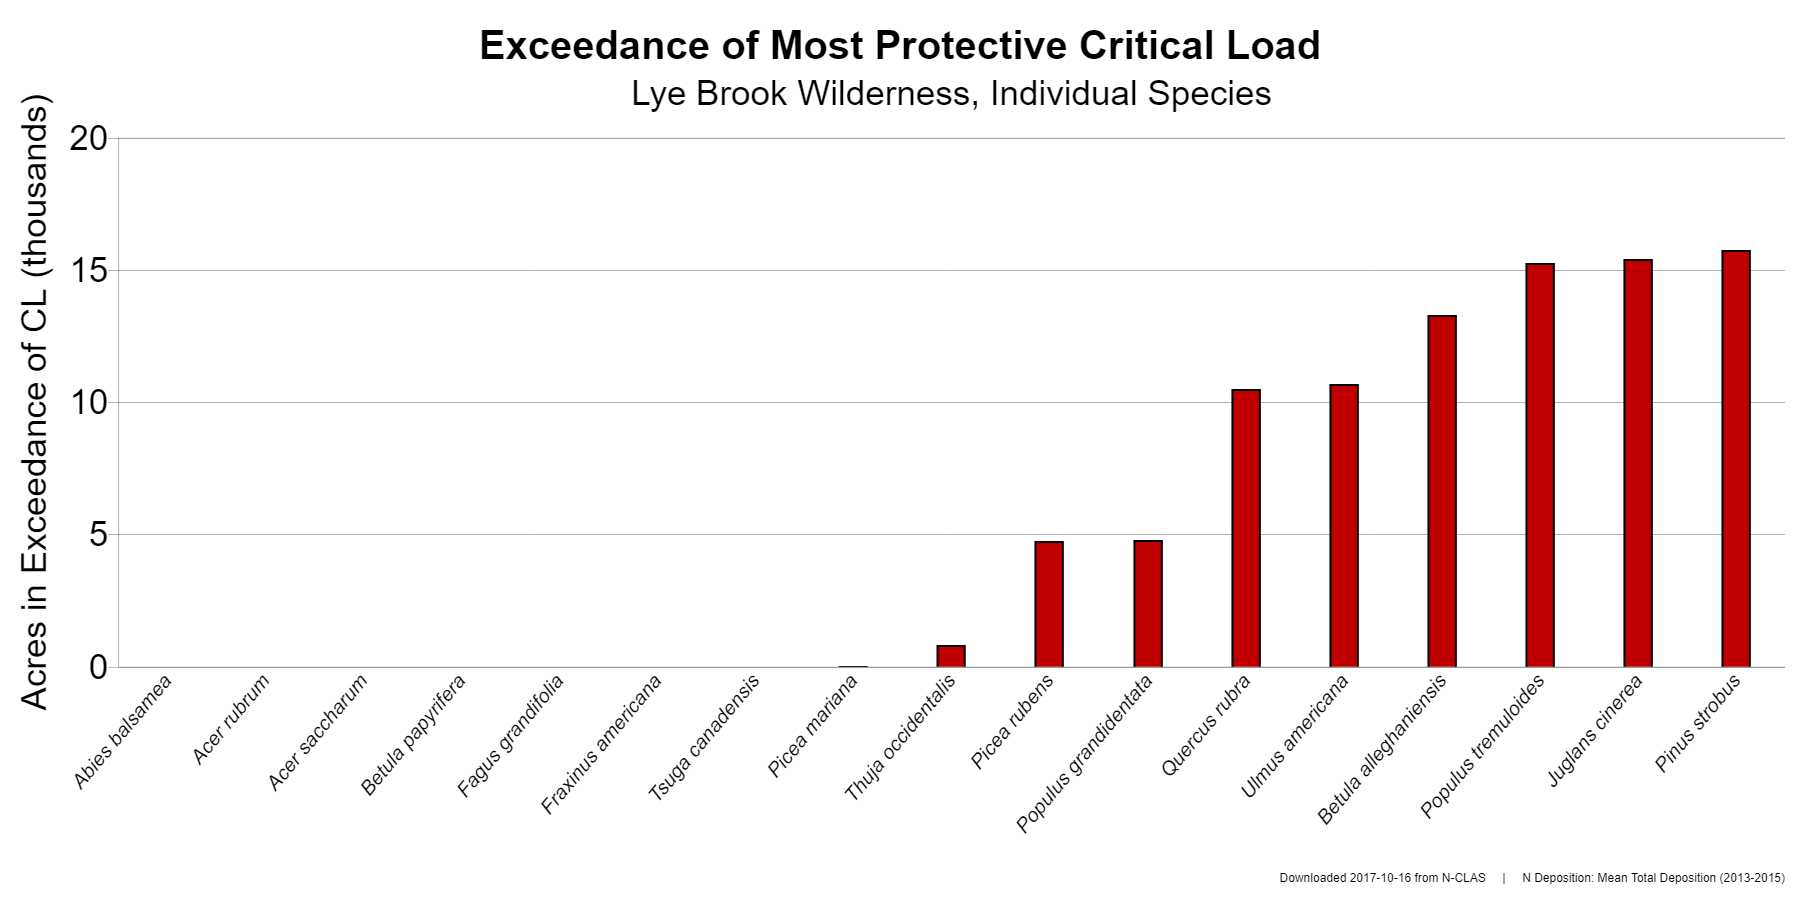 Exceedance of Most Protective Critical Load
Lye Brook Wilderness, Individual Species
Acres in Exceedance of CL (thousands)
20
15
10
5
0
Abies balsamea
Acer rubrum
Acer saccharum
Betula papyrifera
Fagus grandifolia
Fraxinus americana
Tsuga canadensis
Picea mariana
Thuja occidentalis
Picea rubens
Populus grandidentata
Quercus rubra
Ulmus americana
Betula alleghaniensis
Populus tremuloides
Juglans cinerea
Pinus strobus
Downloaded 2017-10-16 from N-CLAS | N Deposition: Mean Total Deposition (2013-2015)